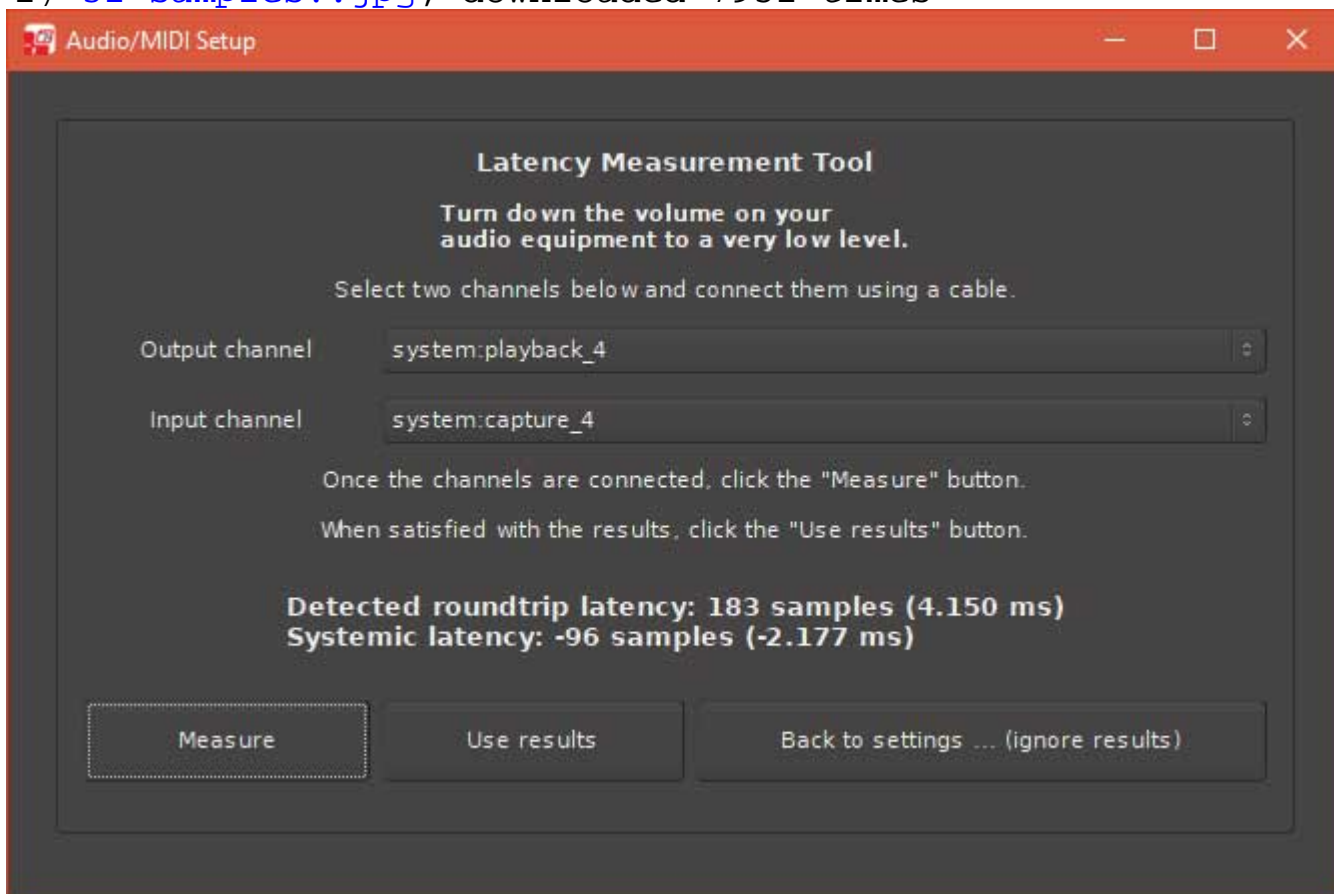 Audio/MIDI Setup
Latency Measurement Tool
Turn down the volume on your
audio equipment to a very low level.
Select two channels below and connect them using a cable.
Output channel system:playback_4
Input channel system:capture_4
Once the channels are connected, click the "Measure" button.
When satisfied with the results, click the "Use results" button.
Detected roundtrip latency: 183 samples (4.150 ms)
Systemic latency: -96 samples (-2.177 ms)
Measure Use results Back to settings ... (ignore results)